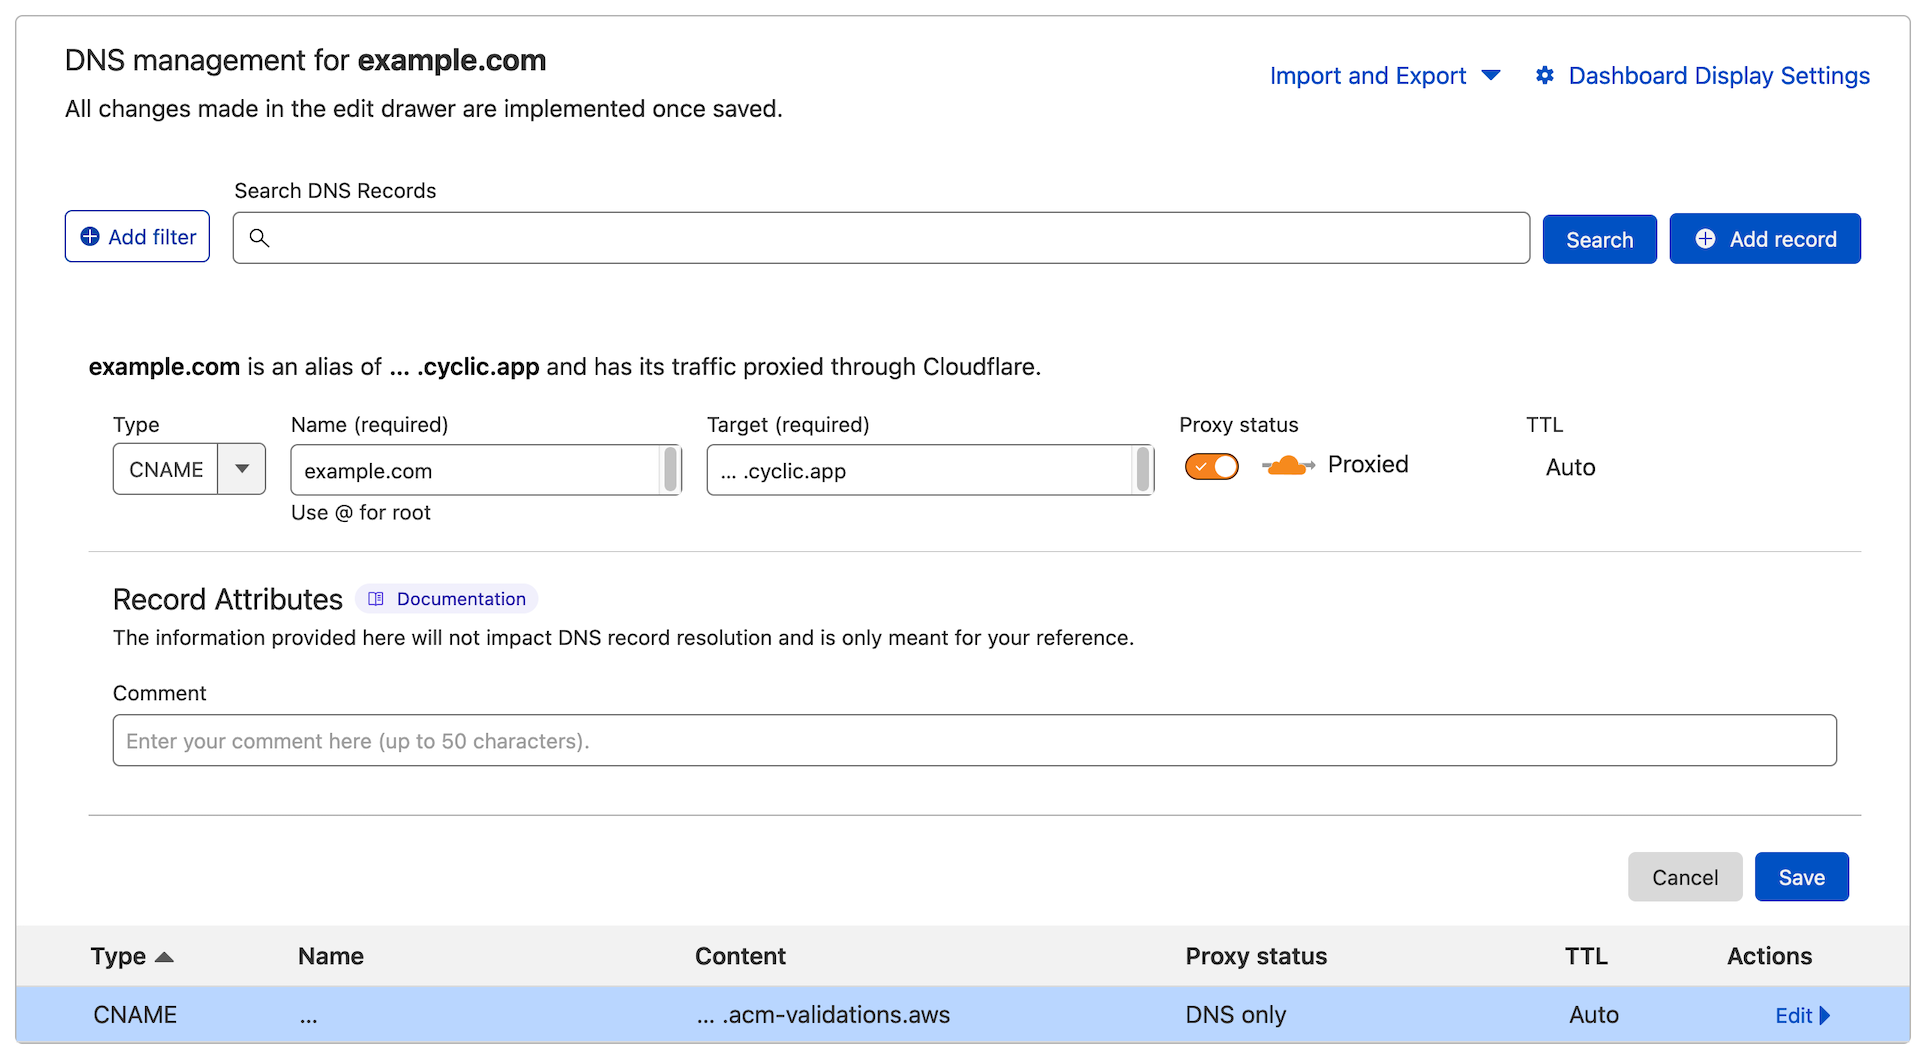 DNS management for example.com
Import and Export
Dashboard Display Settings
All changes made in the edit drawer are implemented once saved.
Search DNS Records
Add filter
Search
Add record
example.com is an alias of ... .cyclic.app and has its traffic proxied through Cloudflare.
Type Name (required) Target (required) Proxy status TTL
CNAME example.com ... .cyclic.app Proxied Auto
Use @ for root
Record Attributes Documentation
The information provided here will not impact DNS record resolution and is only meant for your reference.
Comment
Enter your comment here (up to 50 characters).
Cancel Save
Type Name Content Proxy status TTL Actions
CNAME ... ... .acm-validations.aws DNS only Auto Edit